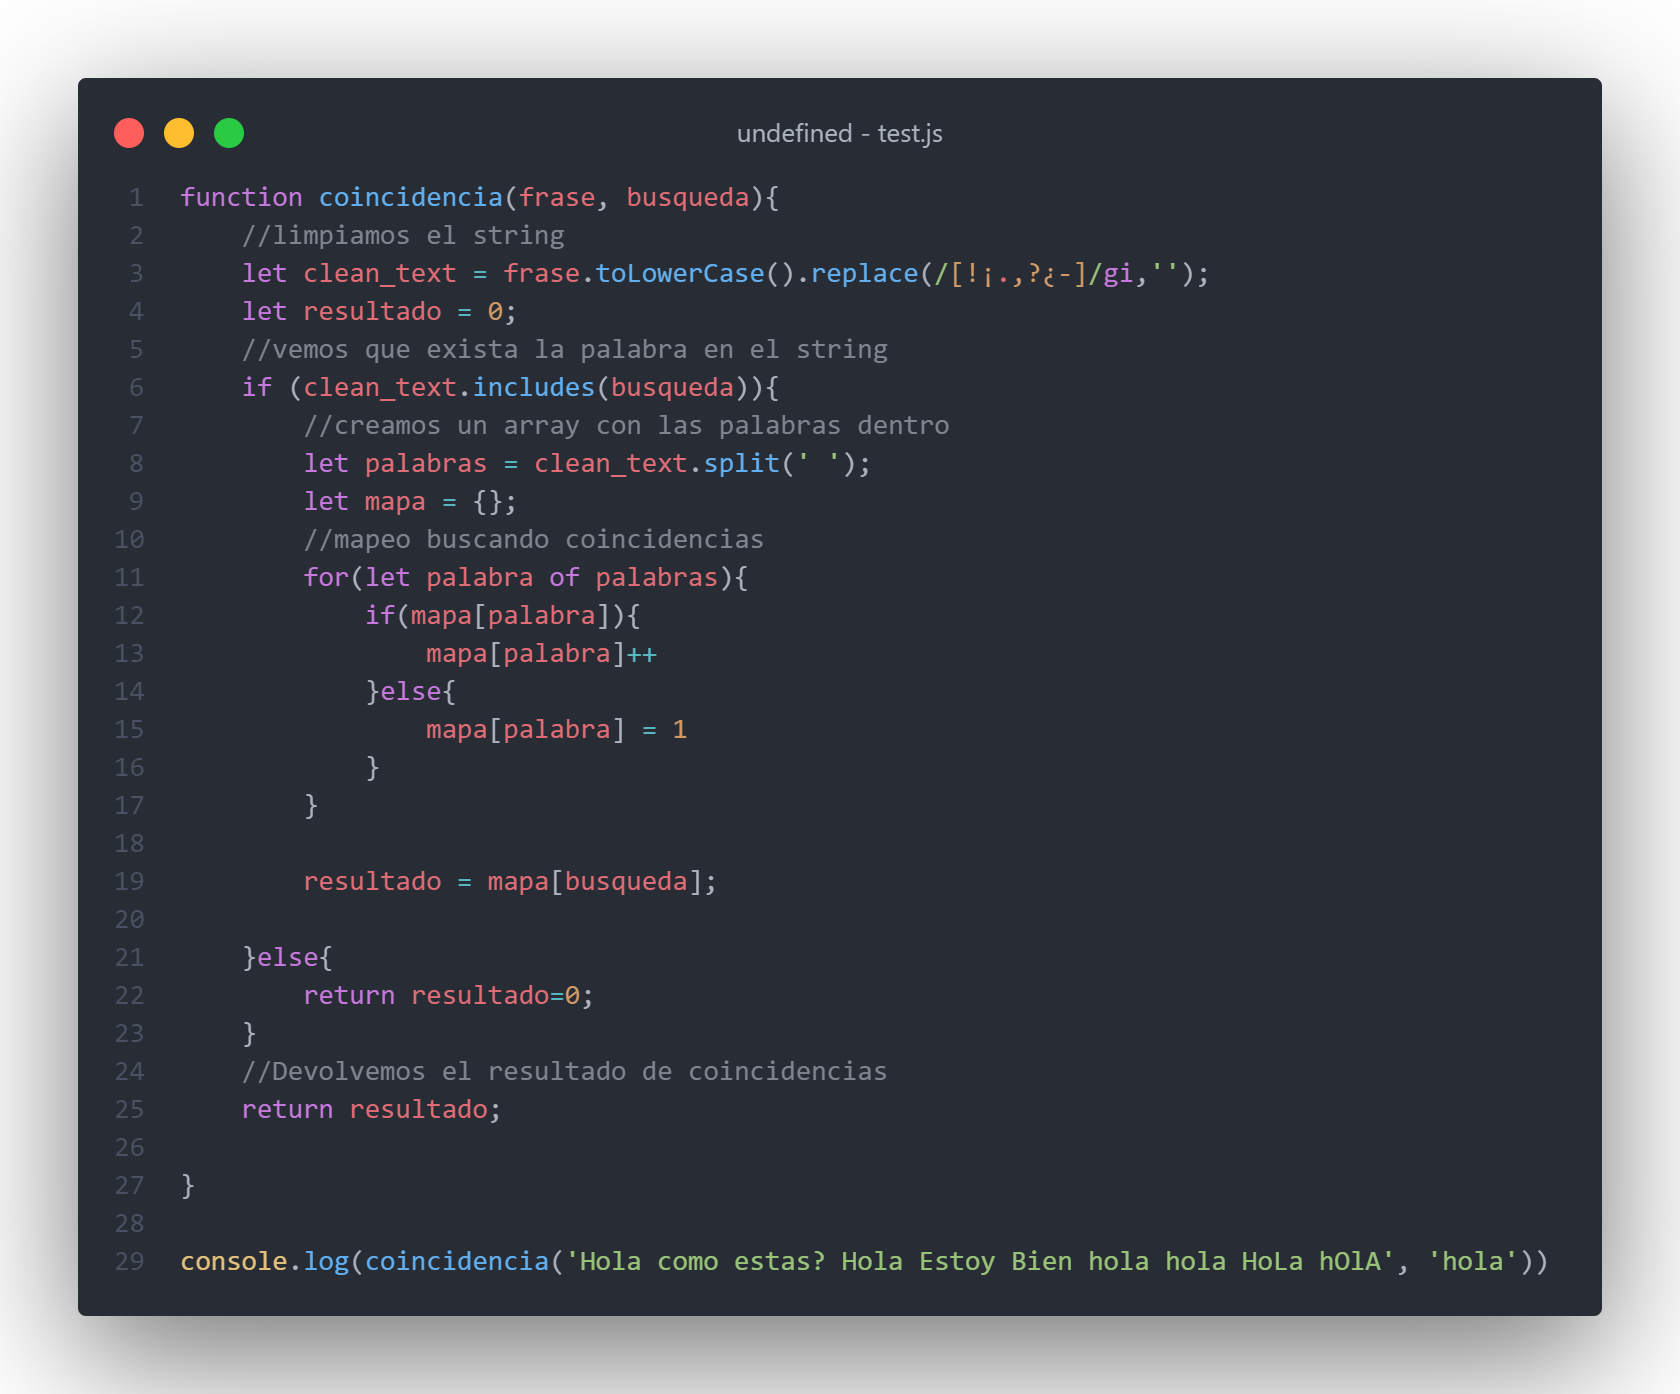 undefined - test.js
1 function coincidencia(frase, busqueda){
2     //limpiamos el string
3     let clean_text = frase.toLowerCase().replace(/[!¡.,?¿-]/gi,'');
4     let resultado = 0;
5     //vemos que exista la palabra en el string
6     if (clean_text.includes(busqueda)){
7         //creamos un array con las palabras dentro
8         let palabras = clean_text.split(' ');
9         let mapa = {};
10         //mapeo buscando coincidencias
11         for(let palabra of palabras){
12             if(mapa[palabra]){
13                 mapa[palabra]++
14             }else{
15                 mapa[palabra] = 1
16             }
17         }
18
19         resultado = mapa[busqueda];
20
21     }else{
22         return resultado=0;
23     }
24     //Devolvemos el resultado de coincidencias
25     return resultado;
26
27 }
28
29 console.log(coincidencia('Hola como estas? Hola Estoy Bien hola hola HoLa hOlA', 'hola'))